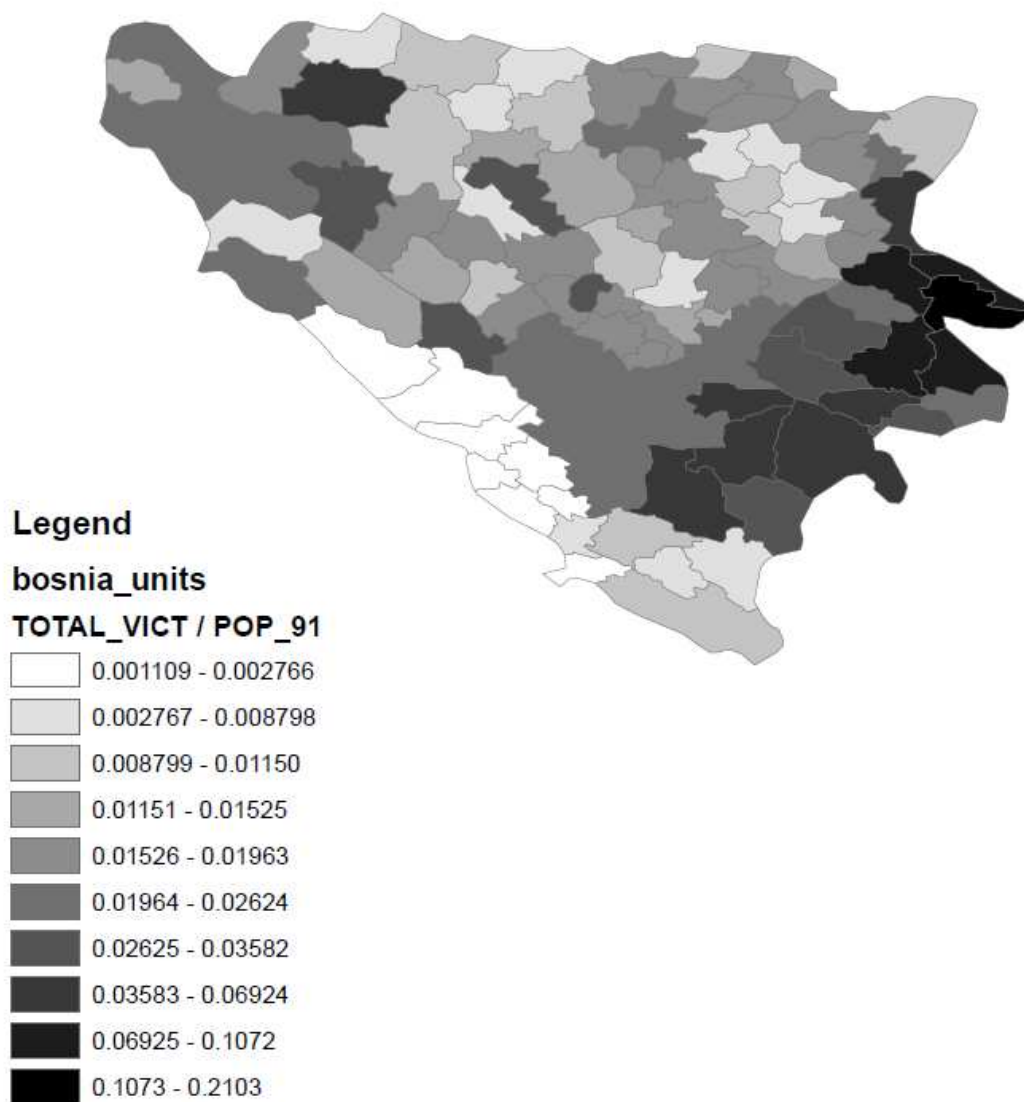 Legend
bosnia_units
TOTAL_VICT / POP_91
0.001109 - 0.002766
0.002767 - 0.008798
0.008799 - 0.01150
0.01151 - 0.01525
0.01526 - 0.01963
0.01964 - 0.02624
0.02625 - 0.03582
0.03583 - 0.06924
0.06925 - 0.1072
0.1073 - 0.2103